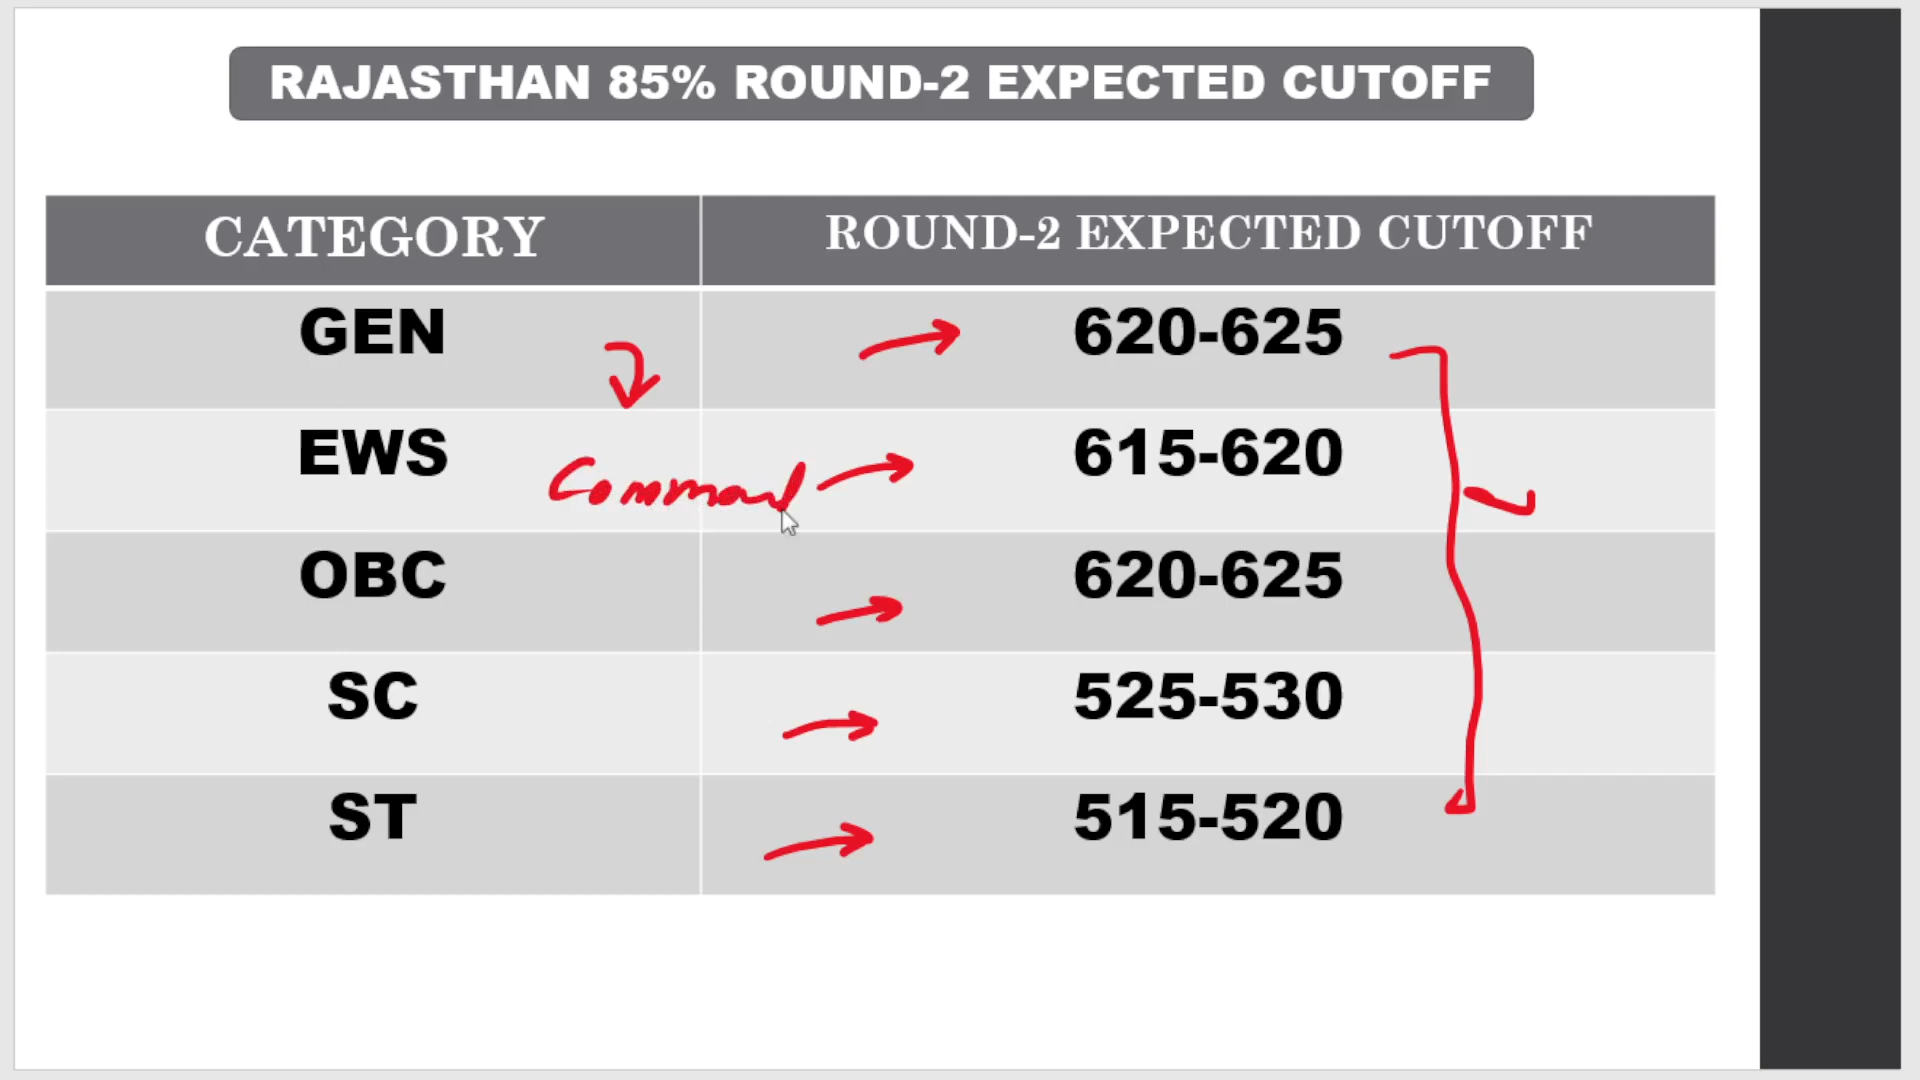 RAJASTHAN 85% ROUND-2 EXPECTED CUTOFF
CATEGORY ROUND-2 EXPECTED CUTOFF
GEN 620-625
EWS 615-620
OBC 620-625
SC 525-530
ST 515-520